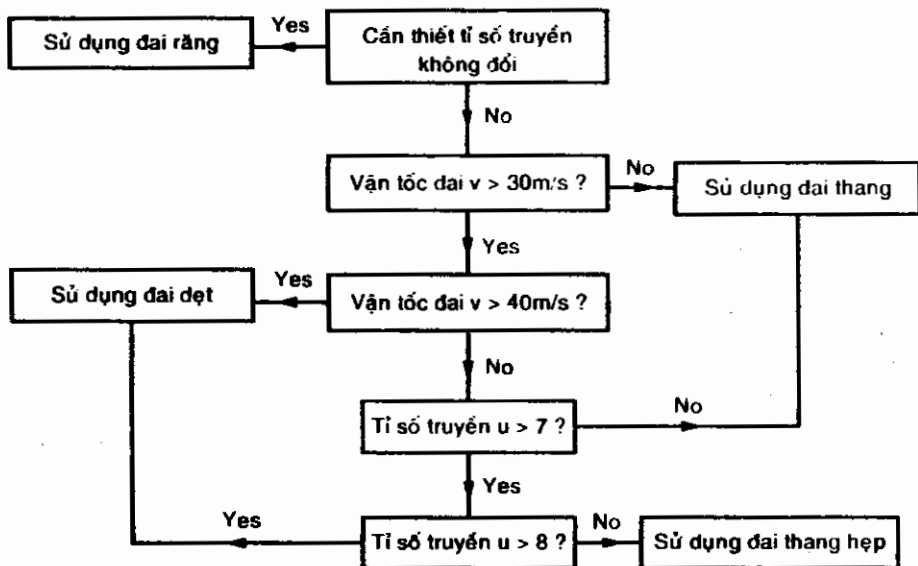 Sử dụng đai răng
Yes
Cần thiết tỉ số truyền
không đổi
No
Vận tốc đai v > 30m/s ?
No
Sử dụng đai thang
Yes
Sử dụng đai dẹt
Yes
Vận tốc đai v > 40m/s ?
No
Tỉ số truyền u > 7 ?
No
Yes
Yes
Tỉ số truyền u > 8 ?
No
Sử dụng đai thang hẹp